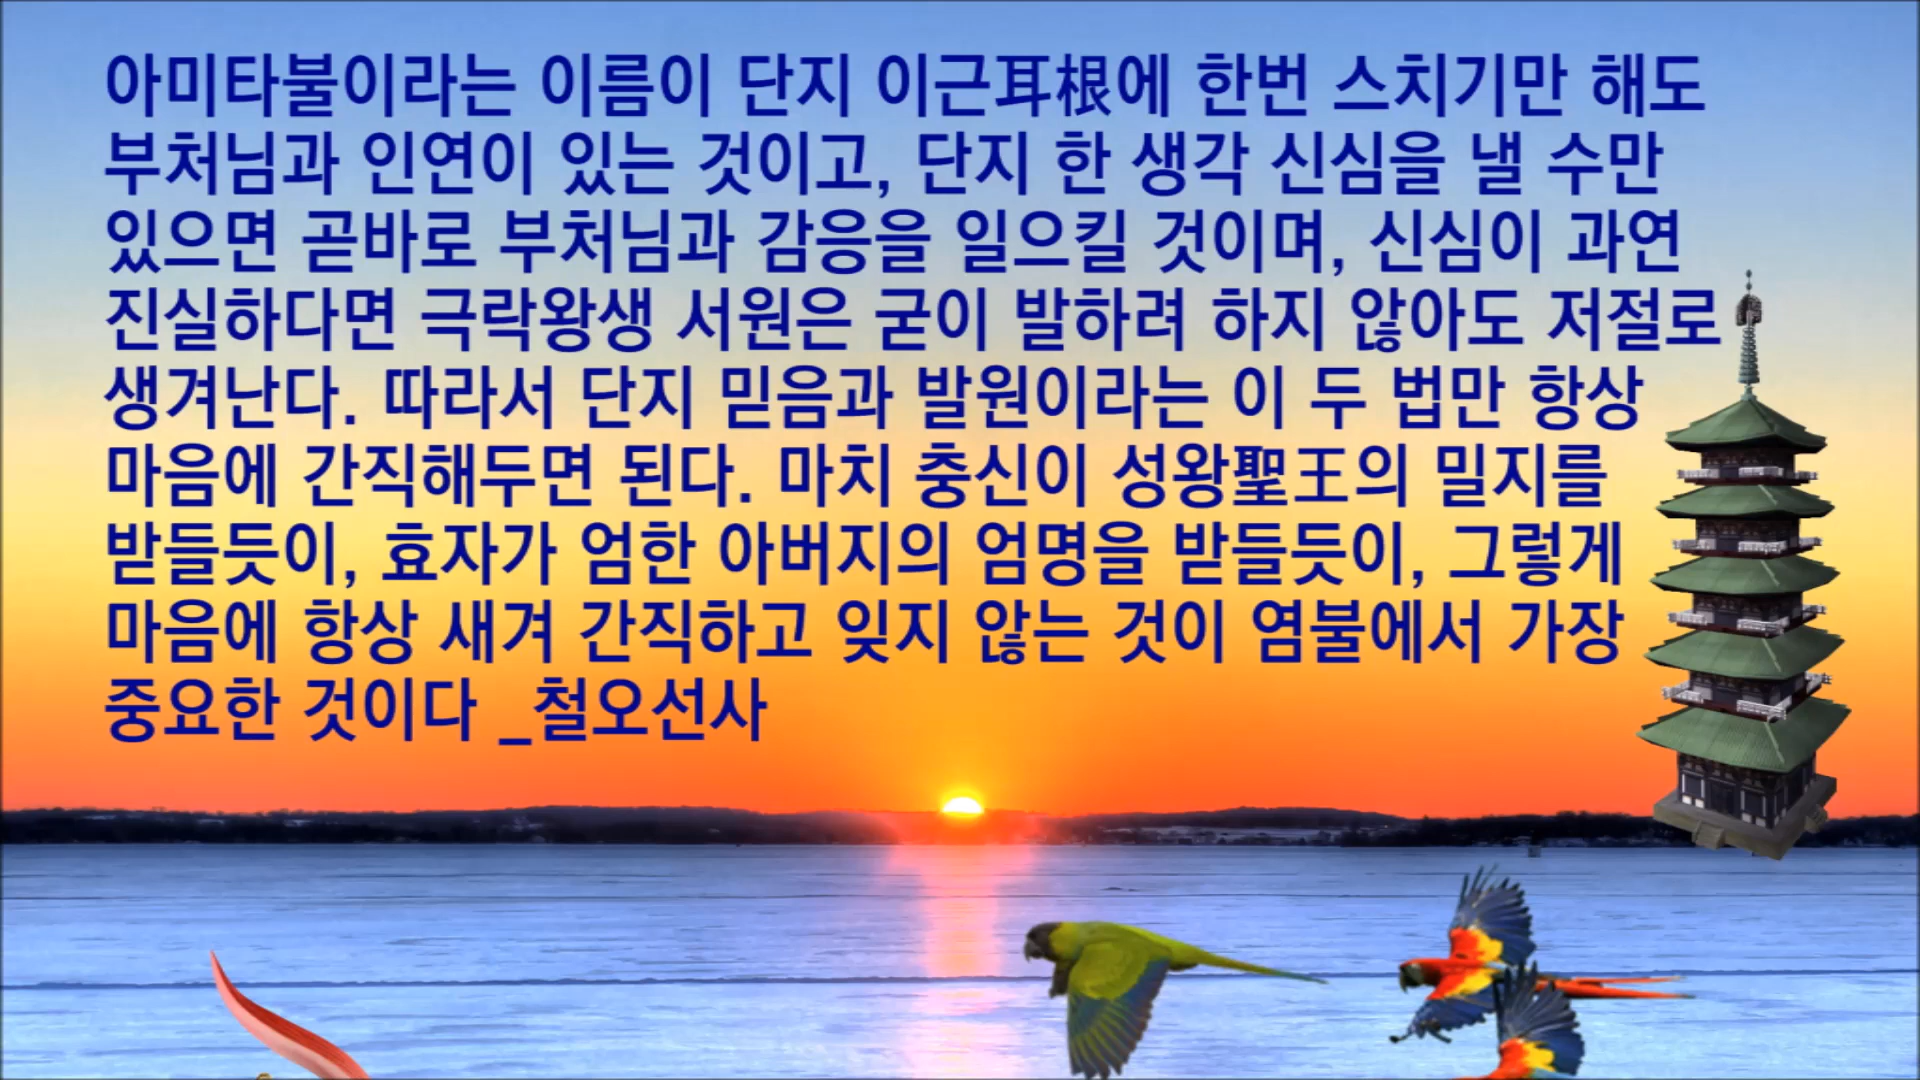 아미타불이라는 이름이 단지 이근耳根에 한번 스치기만 해도
부처님과 인연이 있는 것이고, 단지 한 생각 신심을 낼 수만
있으면 곧바로 부처님과 감응을 일으킬 것이며, 신심이 과연
진실하다면 극락왕생 서원은 굳이 발하려 하지 않아도 저절로
생겨난다. 따라서 단지 믿음과 발원이라는 이 두 법만 항상
마음에 간직해두면 된다. 마치 충신이 성왕聖王의 밀지를
받들듯이, 효자가 엄한 아버지의 엄명을 받들듯이, 그렇게
마음에 항상 새겨 간직하고 잊지 않는 것이 염불에서 가장
중요한 것이다 _철오선사